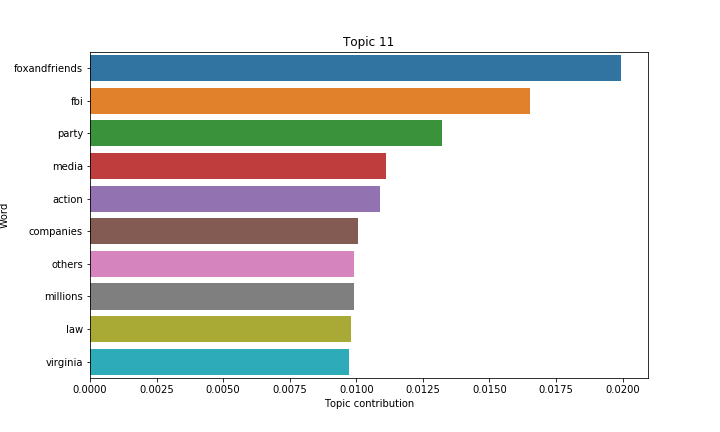 Topic 11
Word
foxandfriends
fbi
party
media
action
companies
others
millions
law
virginia
0.0000 0.0025 0.0050 0.0075 0.0100 0.0125 0.0150 0.0175 0.0200
Topic contribution